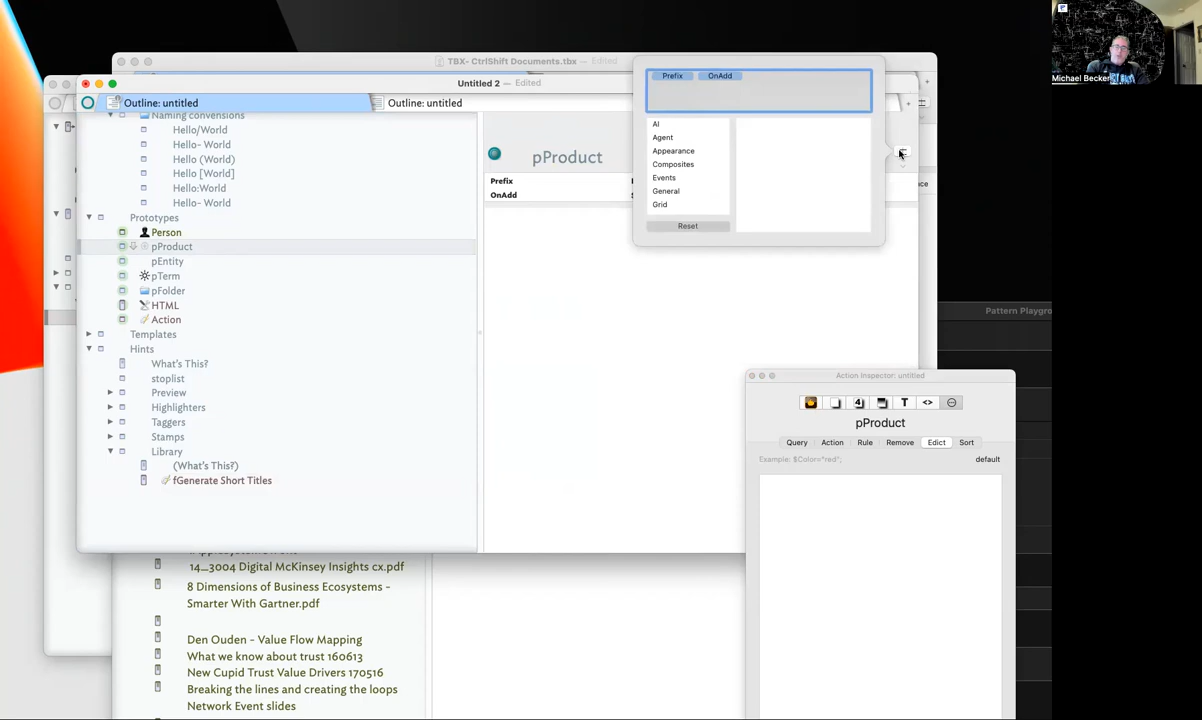 TBX- CtrlShift Documents.tbx — Edited
Untitled 2 — Edited
Outline: untitled
Outline: untitled
Naming convensions
Hello/World
Hello- World
Hello (World)
Hello [World]
Hello:World
Hello- World
Prototypes
Person
pProduct
pEntity
pTerm
pFolder
HTML
Action
Templates
Hints
What's This?
stoplist
Preview
Highlighters
Taggers
Stamps
Library
(What's This?)
fGenerate Short Titles
pProduct
Prefix
OnAdd
Prefix OnAdd
AI
Agent
Appearance
Composites
Events
General
Grid
Reset
Michael Becker
Pattern Playgro
Action Inspector: untitled
pProduct
Query Action Rule Remove Edict Sort
Example: $Color="red";
default
14_3004 Digital McKinsey Insights cx.pdf
8 Dimensions of Business Ecosystems -
Smarter With Gartner.pdf
Den Ouden - Value Flow Mapping
What we know about trust 160613
New Cupid Trust Value Drivers 170516
Breaking the lines and creating the loops
Network Event slides